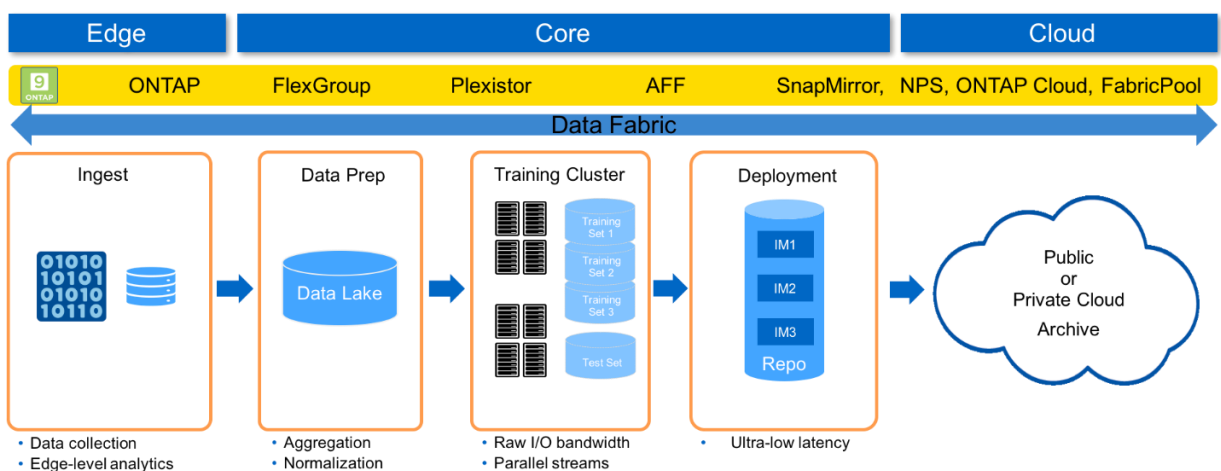 Edge
Core
Cloud
9
ONTAP
ONTAP
FlexGroup
Plexistor
AFF
SnapMirror, NPS, ONTAP Cloud, FabricPool
Data Fabric
Ingest
01010
10101
01010
10110
Data Prep
Data Lake
Training Cluster
Training
Set 1
Training
Set 2
Training
Set 3
Test Set
Deployment
IM1
IM2
IM3
Repo
Public
or
Private Cloud
Archive
• Data collection
• Edge-level analytics
• Aggregation
• Normalization
• Raw I/O bandwidth
• Parallel streams
• Ultra-low latency